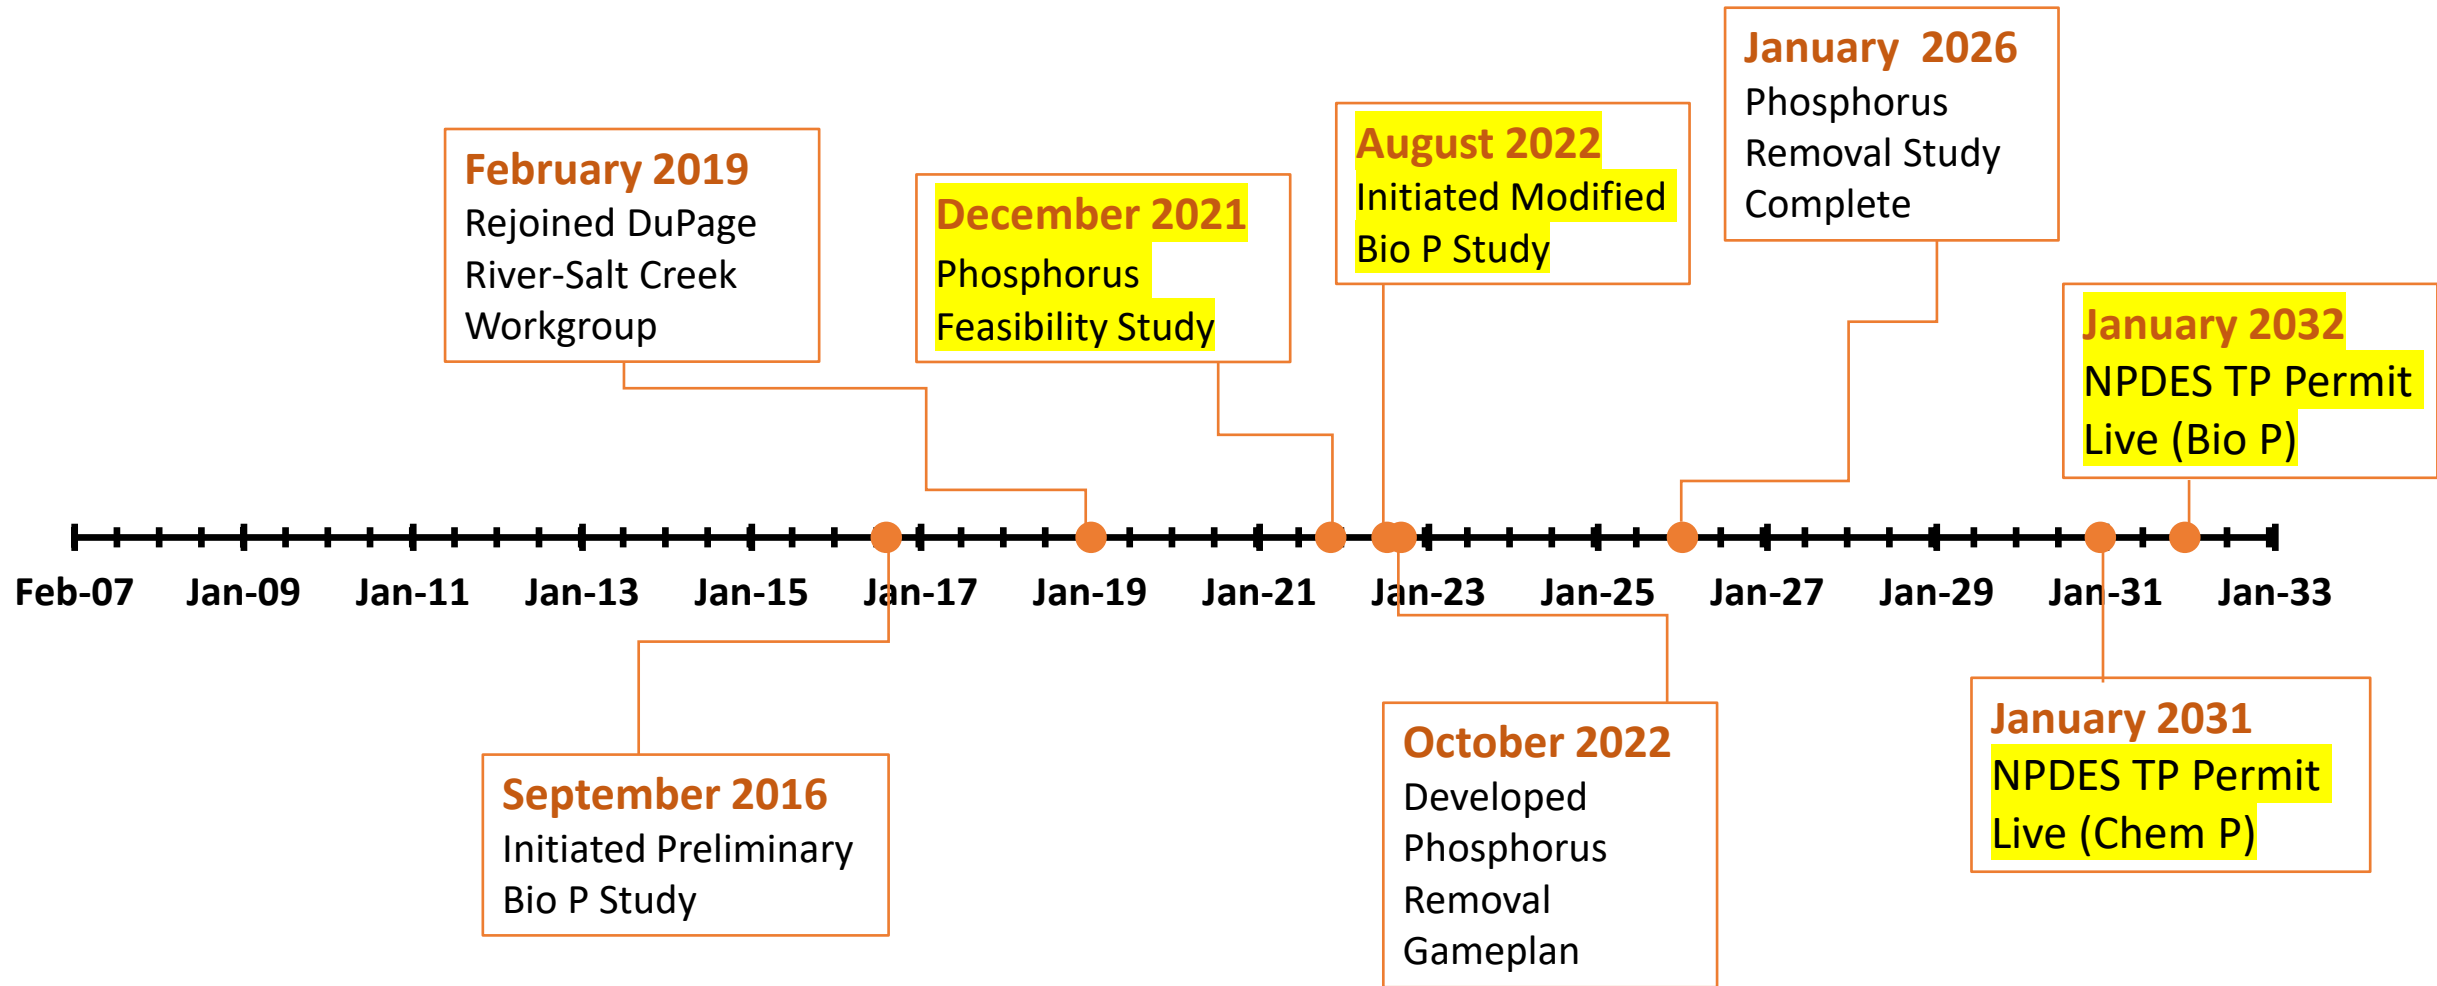 January 2026
Phosphorus
Removal Study
Complete
August 2022
Initiated Modified
Bio P Study
February 2019
Rejoined DuPage
River-Salt Creek
Workgroup
December 2021
Phosphorus
Feasibility Study
January 2032
NPDES TP Permit
Live (Bio P)
Feb-07 Jan-09 Jan-11 Jan-13 Jan-15 Jan-17 Jan-19 Jan-21 Jan-23 Jan-25 Jan-27 Jan-29 Jan-31 Jan-33
September 2016
Initiated Preliminary
Bio P Study
October 2022
Developed
Phosphorus
Removal
Gameplan
January 2031
NPDES TP Permit
Live (Chem P)